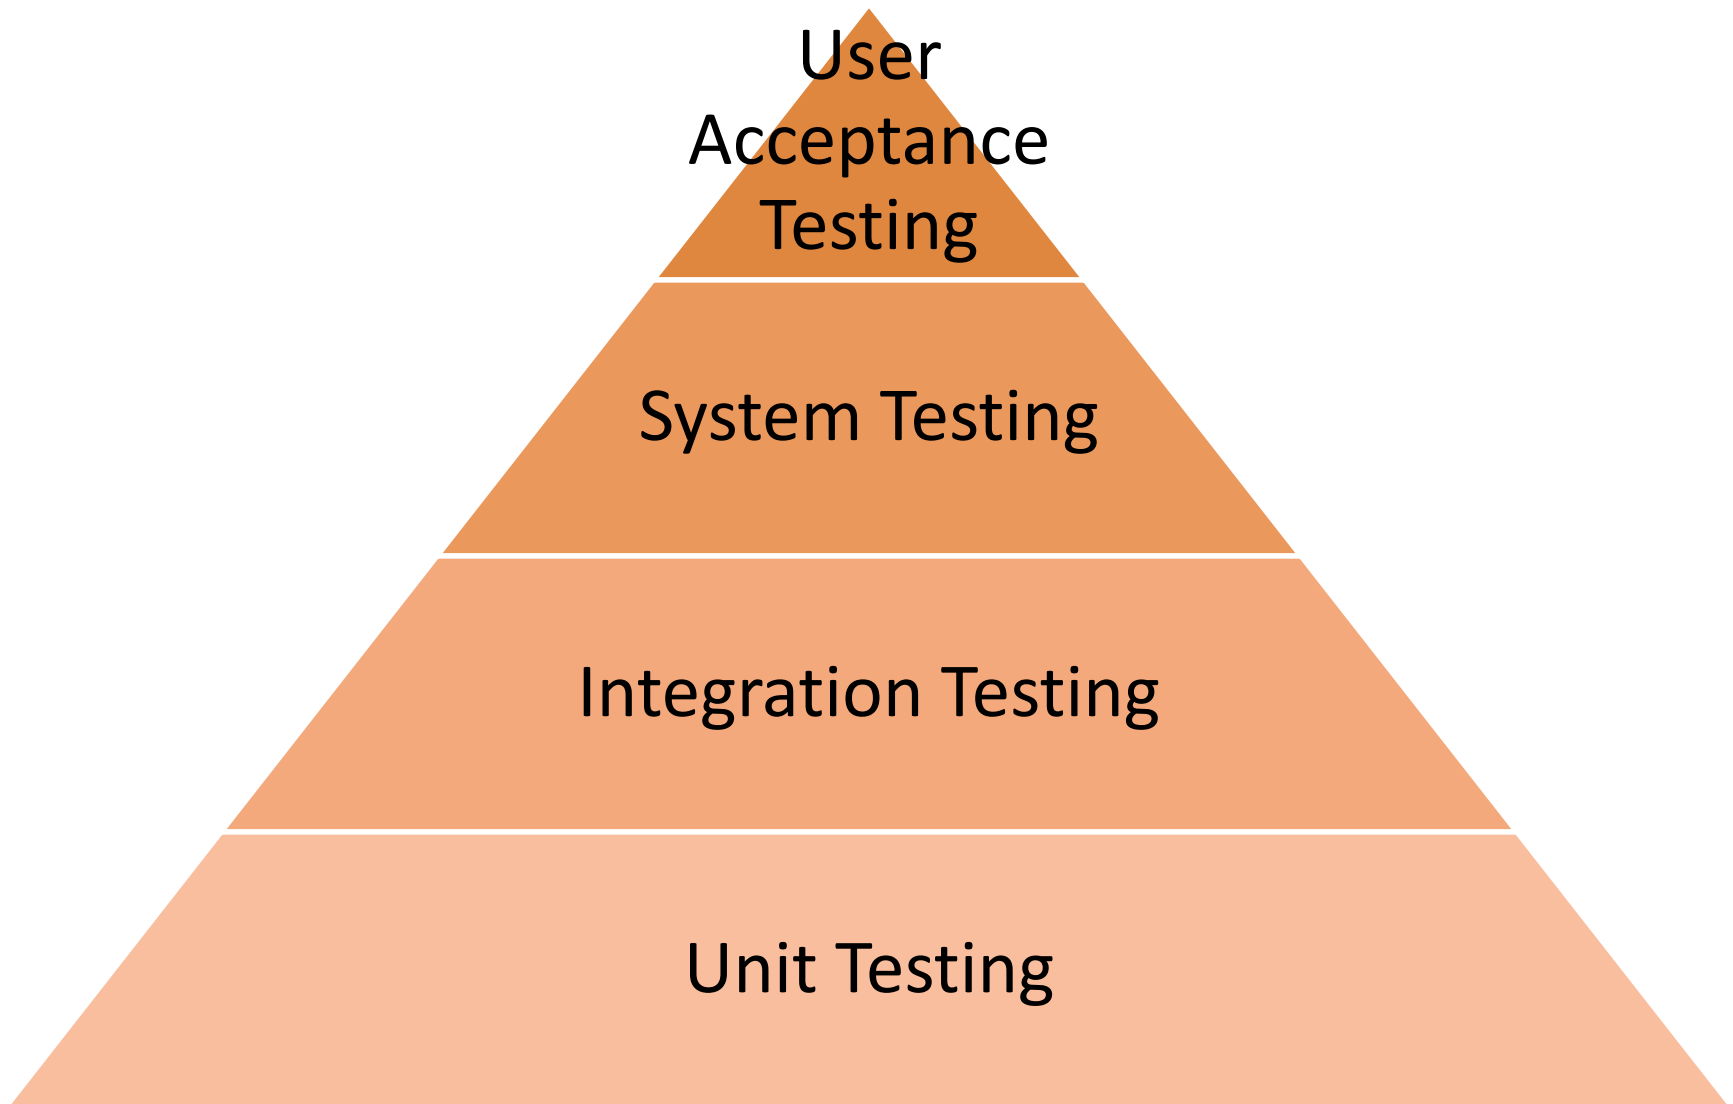 User
Acceptance
Testing
System Testing
Integration Testing
Unit Testing